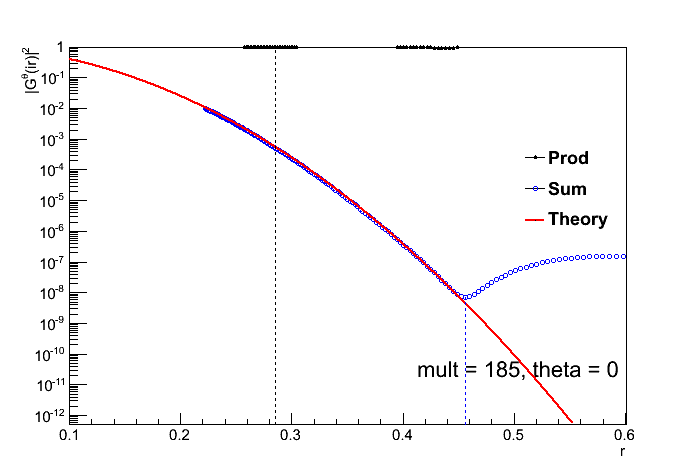 |G^θ(ir)|²
1
10⁻¹
10⁻²
10⁻³
10⁻⁴
10⁻⁵
10⁻⁶
10⁻⁷
10⁻⁸
10⁻⁹
10⁻¹⁰
10⁻¹¹
10⁻¹²
Prod
Sum
Theory
mult = 185, theta = 0
0.1 0.2 0.3 0.4 0.5 0.6
r